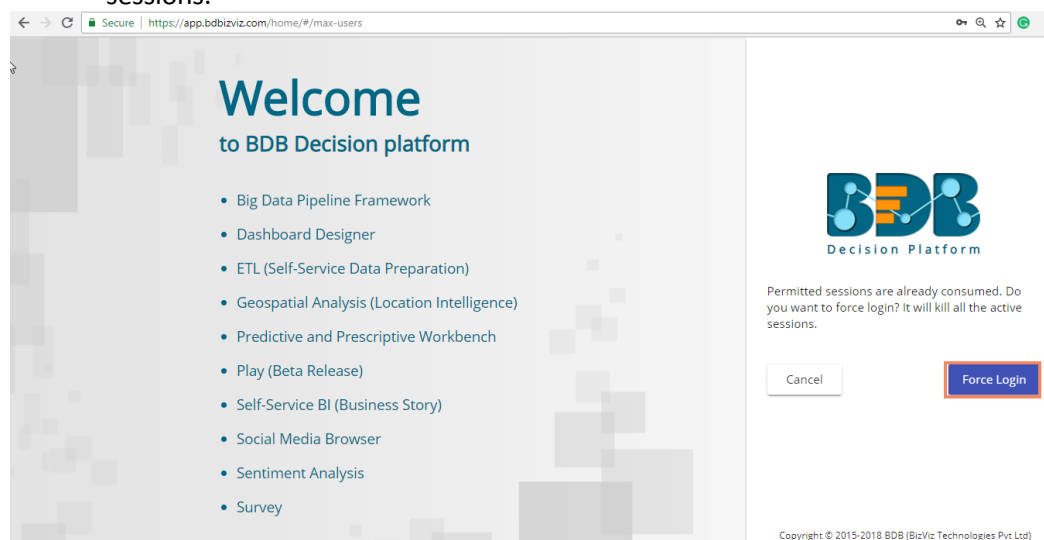 sessions.
Secure | https://app.bdbizviz.com/home/#/max-users
Welcome
to BDB Decision platform
• Big Data Pipeline Framework
• Dashboard Designer
• ETL (Self-Service Data Preparation)
• Geospatial Analysis (Location Intelligence)
• Predictive and Prescriptive Workbench
• Play (Beta Release)
• Self-Service BI (Business Story)
• Social Media Browser
• Sentiment Analysis
• Survey
BDB
Decision Platform
Permitted sessions are already consumed. Do
you want to force login? It will kill all the active
sessions.
Cancel
Force Login
Copyright © 2015-2018 BDB (BizViz Technologies Pvt Ltd)